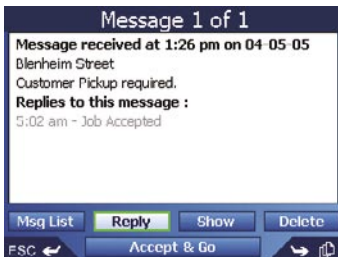 Message 1 of 1
Message received at 1:26 pm on 04-05-05
Blenheim Street
Customer Pickup required.
Replies to this message :
5:02 am - Job Accepted
Msg List Reply Show Delete
ESC Accept & Go